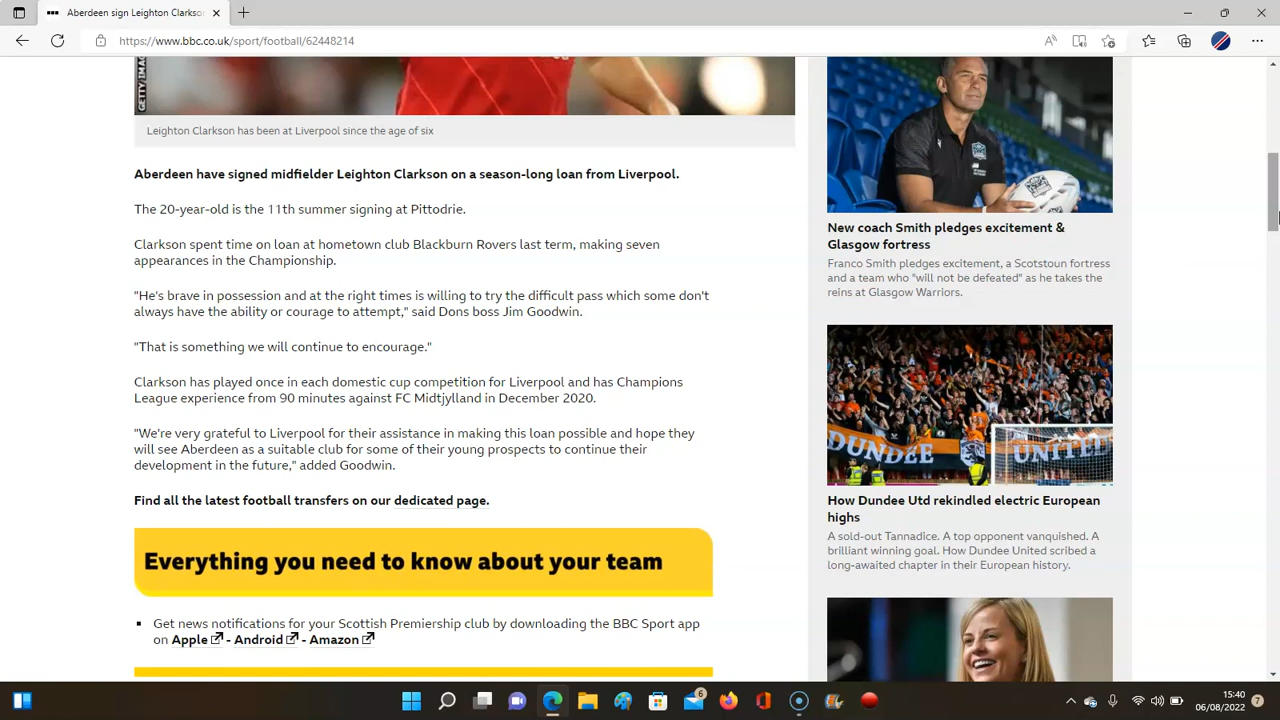 Aberdeen sign Leighton Clarkson
https://www.bbc.co.uk/sport/football/62448214
GETTY IMAG
Leighton Clarkson has been at Liverpool since the age of six
Aberdeen have signed midfielder Leighton Clarkson on a season-long loan from Liverpool.
The 20-year-old is the 11th summer signing at Pittodrie.
Clarkson spent time on loan at hometown club Blackburn Rovers last term, making seven
appearances in the Championship.
"He's brave in possession and at the right times is willing to try the difficult pass which some don't
always have the ability or courage to attempt," said Dons boss Jim Goodwin.
"That is something we will continue to encourage."
Clarkson has played once in each domestic cup competition for Liverpool and has Champions
League experience from 90 minutes against FC Midtjylland in December 2020.
"We're very grateful to Liverpool for their assistance in making this loan possible and hope they
will see Aberdeen as a suitable club for some of their young prospects to continue their
development in the future," added Goodwin.
Find all the latest football transfers on our dedicated page.
Everything you need to know about your team
Get news notifications for your Scottish Premiership club by downloading the BBC Sport app
on Apple - Android - Amazon
New coach Smith pledges excitement &
Glasgow fortress
Franco Smith pledges excitement, a Scotstoun fortress
and a team who "will not be defeated" as he takes the
reins at Glasgow Warriors.
DUNDEE UNITED
How Dundee Utd rekindled electric European
highs
A sold-out Tannadice. A top opponent vanquished. A
brilliant winning goal. How Dundee United scribed a
long-awaited chapter in their European history.
6
15:40
06/08/2022
7